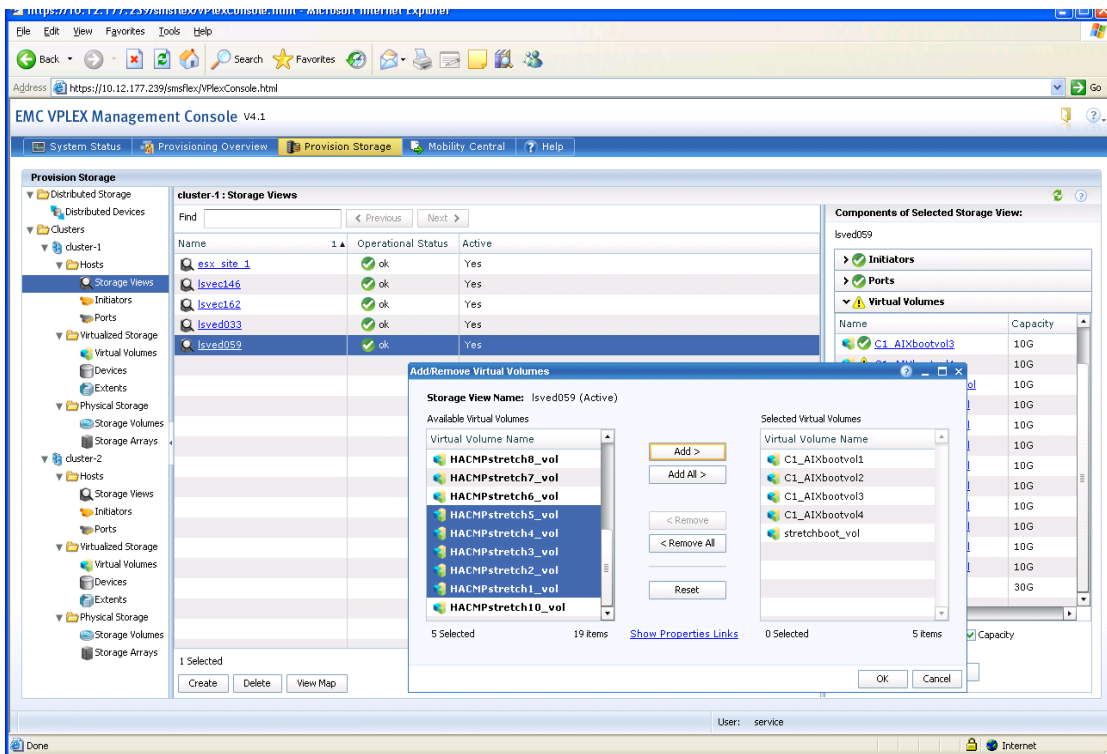 https://10.12.177.239/smsflex/VPlexConsole.html - Microsoft Internet Explorer
File Edit View Favorites Tools Help
Back Search Favorites
Address https://10.12.177.239/smsflex/VPlexConsole.html Go
EMC VPLEX Management Console V4.1
System Status Provisioning Overview Provision Storage Mobility Central Help
Provision Storage
Distributed Storage
Distributed Devices
Clusters
cluster-1
Hosts
Storage Views
Initiators
Ports
Virtualized Storage
Virtual Volumes
Devices
Extents
Physical Storage
Storage Volumes
Storage Arrays
cluster-2
Hosts
Storage Views
Initiators
Ports
Virtualized Storage
Virtual Volumes
Devices
Extents
Physical Storage
Storage Volumes
Storage Arrays
cluster-1 : Storage Views
Find < Previous Next >
Name 1 Operational Status Active
esx_site_1 ok Yes
lsvec146 ok Yes
lsvec162 ok Yes
lsved033 ok Yes
lsved059 ok Yes
1 Selected
Create Delete View Map
Components of Selected Storage View:
lsved059
Initiators
Ports
Virtual Volumes
Name Capacity
C1_AIXbootvol3 10G
10G
ol 10G
10G
10G
10G
10G
10G
10G
10G
10G
10G
30G
Capacity
Add/Remove Virtual Volumes
Storage View Name: lsved059 (Active)
Available Virtual Volumes
Virtual Volume Name
HACMPstretch8_vol
HACMPstretch7_vol
HACMPstretch6_vol
HACMPstretch5_vol
HACMPstretch4_vol
HACMPstretch3_vol
HACMPstretch2_vol
HACMPstretch1_vol
HACMPstretch10_vol
5 Selected 19 items
Add >
Add All >
< Remove
< Remove All
Reset
Show Properties Links
Selected Virtual Volumes
Virtual Volume Name
C1_AIXbootvol1
C1_AIXbootvol2
C1_AIXbootvol3
C1_AIXbootvol4
stretchboot_vol
0 Selected 5 items
OK Cancel
User: service
Done Internet